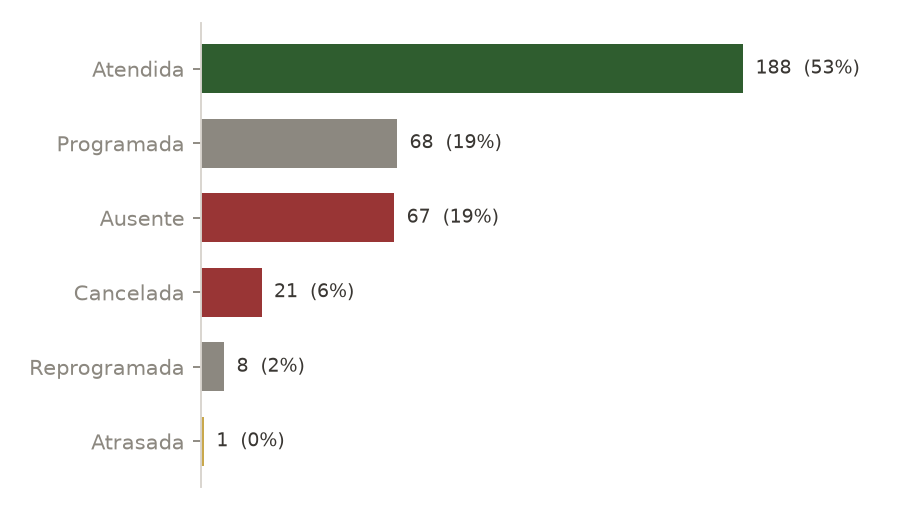 Atendida 188 (53%)
Programada 68 (19%)
Ausente 67 (19%)
Cancelada 21 (6%)
Reprogramada 8 (2%)
Atrasada 1 (0%)